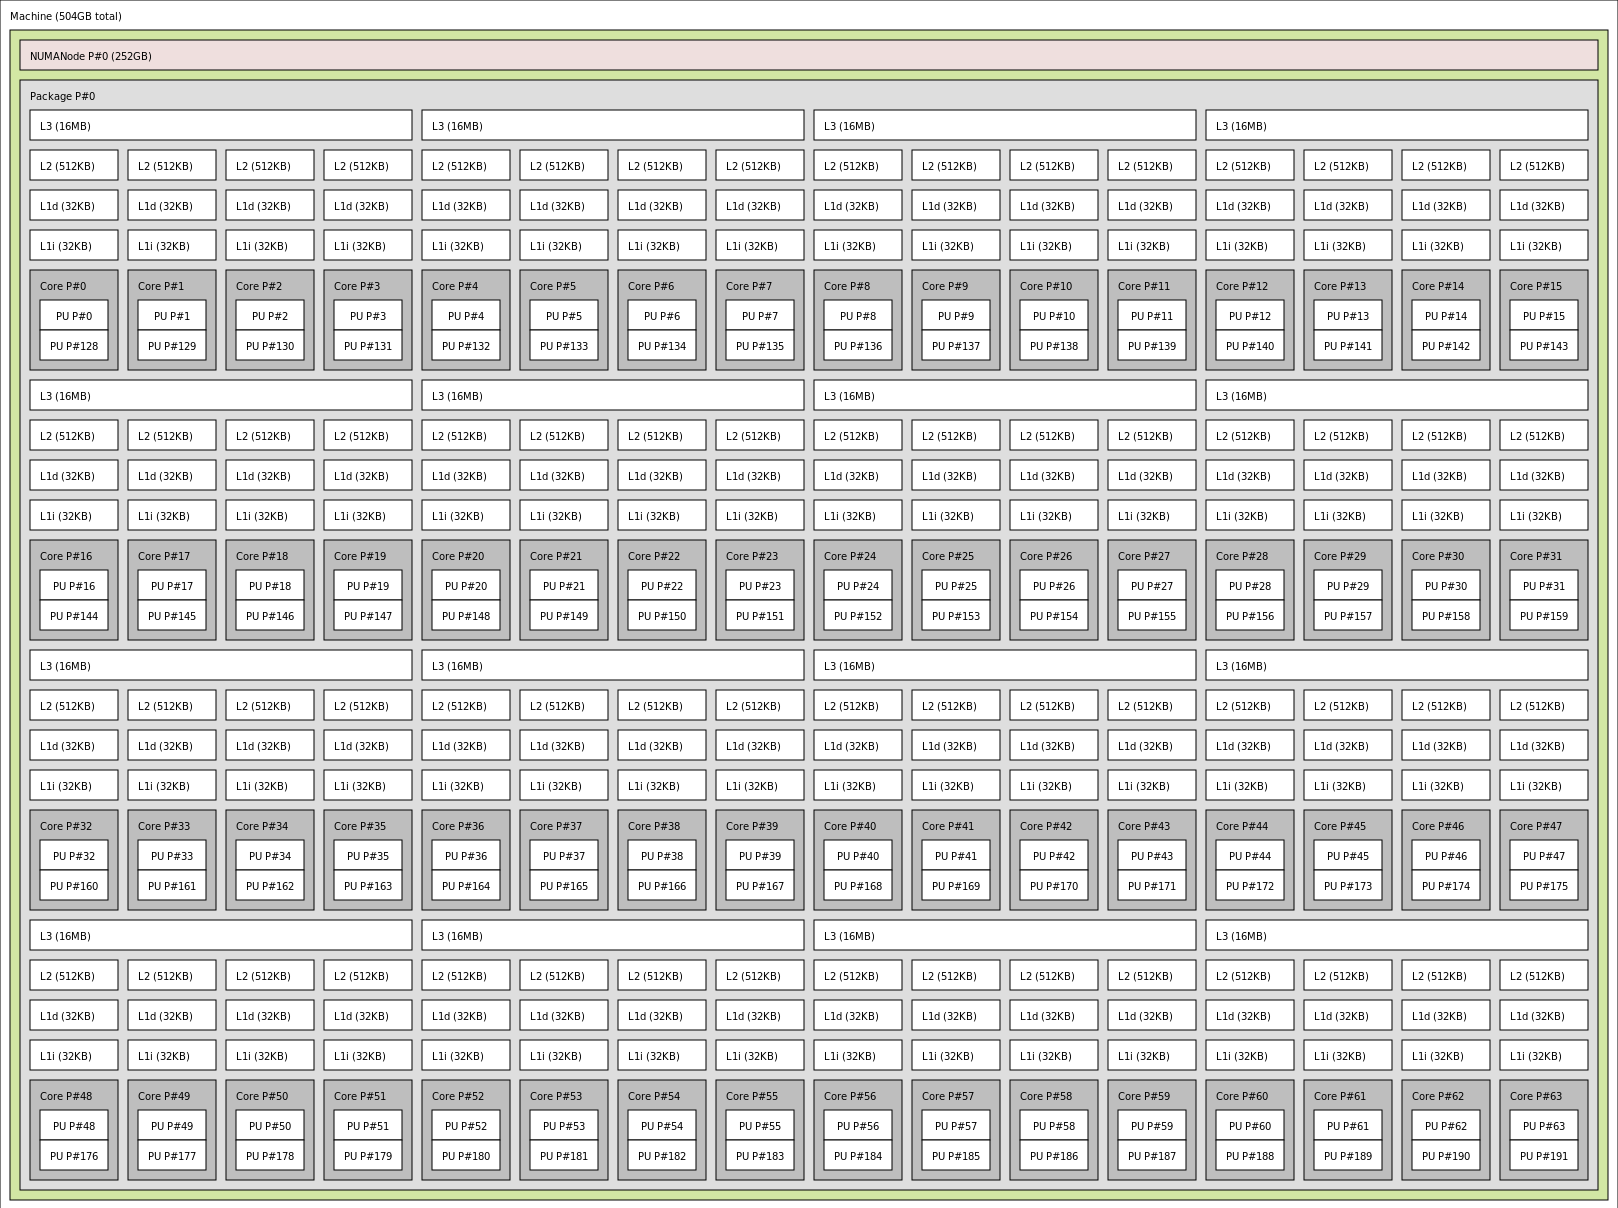 Machine (504GB total)
NUMANode P#0 (252GB)
Package P#0
L3 (16MB) L3 (16MB) L3 (16MB) L3 (16MB)
L2 (512KB) L2 (512KB) L2 (512KB) L2 (512KB) L2 (512KB) L2 (512KB) L2 (512KB) L2 (512KB) L2 (512KB) L2 (512KB) L2 (512KB) L2 (512KB) L2 (512KB) L2 (512KB) L2 (512KB) L2 (512KB)
L1d (32KB) L1d (32KB) L1d (32KB) L1d (32KB) L1d (32KB) L1d (32KB) L1d (32KB) L1d (32KB) L1d (32KB) L1d (32KB) L1d (32KB) L1d (32KB) L1d (32KB) L1d (32KB) L1d (32KB) L1d (32KB)
L1i (32KB) L1i (32KB) L1i (32KB) L1i (32KB) L1i (32KB) L1i (32KB) L1i (32KB) L1i (32KB) L1i (32KB) L1i (32KB) L1i (32KB) L1i (32KB) L1i (32KB) L1i (32KB) L1i (32KB) L1i (32KB)
Core P#0 Core P#1 Core P#2 Core P#3 Core P#4 Core P#5 Core P#6 Core P#7 Core P#8 Core P#9 Core P#10 Core P#11 Core P#12 Core P#13 Core P#14 Core P#15
PU P#0 PU P#1 PU P#2 PU P#3 PU P#4 PU P#5 PU P#6 PU P#7 PU P#8 PU P#9 PU P#10 PU P#11 PU P#12 PU P#13 PU P#14 PU P#15
PU P#128 PU P#129 PU P#130 PU P#131 PU P#132 PU P#133 PU P#134 PU P#135 PU P#136 PU P#137 PU P#138 PU P#139 PU P#140 PU P#141 PU P#142 PU P#143
L3 (16MB) L3 (16MB) L3 (16MB) L3 (16MB)
L2 (512KB) L2 (512KB) L2 (512KB) L2 (512KB) L2 (512KB) L2 (512KB) L2 (512KB) L2 (512KB) L2 (512KB) L2 (512KB) L2 (512KB) L2 (512KB) L2 (512KB) L2 (512KB) L2 (512KB) L2 (512KB)
L1d (32KB) L1d (32KB) L1d (32KB) L1d (32KB) L1d (32KB) L1d (32KB) L1d (32KB) L1d (32KB) L1d (32KB) L1d (32KB) L1d (32KB) L1d (32KB) L1d (32KB) L1d (32KB) L1d (32KB) L1d (32KB)
L1i (32KB) L1i (32KB) L1i (32KB) L1i (32KB) L1i (32KB) L1i (32KB) L1i (32KB) L1i (32KB) L1i (32KB) L1i (32KB) L1i (32KB) L1i (32KB) L1i (32KB) L1i (32KB) L1i (32KB) L1i (32KB)
Core P#16 Core P#17 Core P#18 Core P#19 Core P#20 Core P#21 Core P#22 Core P#23 Core P#24 Core P#25 Core P#26 Core P#27 Core P#28 Core P#29 Core P#30 Core P#31
PU P#16 PU P#17 PU P#18 PU P#19 PU P#20 PU P#21 PU P#22 PU P#23 PU P#24 PU P#25 PU P#26 PU P#27 PU P#28 PU P#29 PU P#30 PU P#31
PU P#144 PU P#145 PU P#146 PU P#147 PU P#148 PU P#149 PU P#150 PU P#151 PU P#152 PU P#153 PU P#154 PU P#155 PU P#156 PU P#157 PU P#158 PU P#159
L3 (16MB) L3 (16MB) L3 (16MB) L3 (16MB)
L2 (512KB) L2 (512KB) L2 (512KB) L2 (512KB) L2 (512KB) L2 (512KB) L2 (512KB) L2 (512KB) L2 (512KB) L2 (512KB) L2 (512KB) L2 (512KB) L2 (512KB) L2 (512KB) L2 (512KB) L2 (512KB)
L1d (32KB) L1d (32KB) L1d (32KB) L1d (32KB) L1d (32KB) L1d (32KB) L1d (32KB) L1d (32KB) L1d (32KB) L1d (32KB) L1d (32KB) L1d (32KB) L1d (32KB) L1d (32KB) L1d (32KB) L1d (32KB)
L1i (32KB) L1i (32KB) L1i (32KB) L1i (32KB) L1i (32KB) L1i (32KB) L1i (32KB) L1i (32KB) L1i (32KB) L1i (32KB) L1i (32KB) L1i (32KB) L1i (32KB) L1i (32KB) L1i (32KB) L1i (32KB)
Core P#32 Core P#33 Core P#34 Core P#35 Core P#36 Core P#37 Core P#38 Core P#39 Core P#40 Core P#41 Core P#42 Core P#43 Core P#44 Core P#45 Core P#46 Core P#47
PU P#32 PU P#33 PU P#34 PU P#35 PU P#36 PU P#37 PU P#38 PU P#39 PU P#40 PU P#41 PU P#42 PU P#43 PU P#44 PU P#45 PU P#46 PU P#47
PU P#160 PU P#161 PU P#162 PU P#163 PU P#164 PU P#165 PU P#166 PU P#167 PU P#168 PU P#169 PU P#170 PU P#171 PU P#172 PU P#173 PU P#174 PU P#175
L3 (16MB) L3 (16MB) L3 (16MB) L3 (16MB)
L2 (512KB) L2 (512KB) L2 (512KB) L2 (512KB) L2 (512KB) L2 (512KB) L2 (512KB) L2 (512KB) L2 (512KB) L2 (512KB) L2 (512KB) L2 (512KB) L2 (512KB) L2 (512KB) L2 (512KB) L2 (512KB)
L1d (32KB) L1d (32KB) L1d (32KB) L1d (32KB) L1d (32KB) L1d (32KB) L1d (32KB) L1d (32KB) L1d (32KB) L1d (32KB) L1d (32KB) L1d (32KB) L1d (32KB) L1d (32KB) L1d (32KB) L1d (32KB)
L1i (32KB) L1i (32KB) L1i (32KB) L1i (32KB) L1i (32KB) L1i (32KB) L1i (32KB) L1i (32KB) L1i (32KB) L1i (32KB) L1i (32KB) L1i (32KB) L1i (32KB) L1i (32KB) L1i (32KB) L1i (32KB)
Core P#48 Core P#49 Core P#50 Core P#51 Core P#52 Core P#53 Core P#54 Core P#55 Core P#56 Core P#57 Core P#58 Core P#59 Core P#60 Core P#61 Core P#62 Core P#63
PU P#48 PU P#49 PU P#50 PU P#51 PU P#52 PU P#53 PU P#54 PU P#55 PU P#56 PU P#57 PU P#58 PU P#59 PU P#60 PU P#61 PU P#62 PU P#63
PU P#176 PU P#177 PU P#178 PU P#179 PU P#180 PU P#181 PU P#182 PU P#183 PU P#184 PU P#185 PU P#186 PU P#187 PU P#188 PU P#189 PU P#190 PU P#191